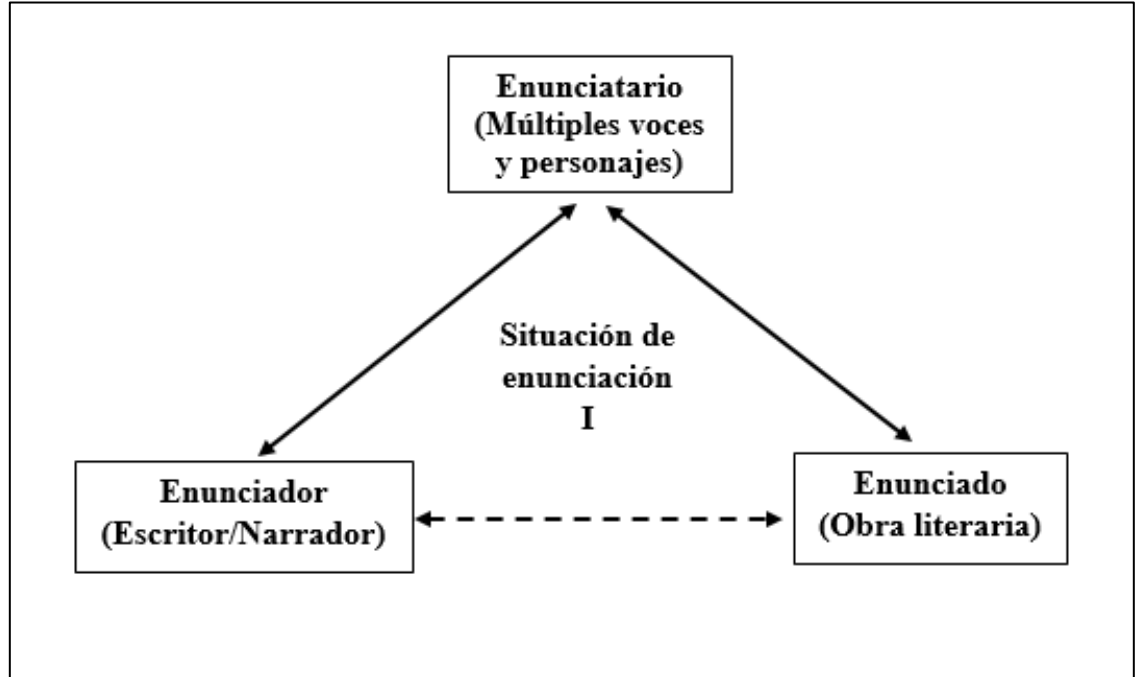 Enunciatario
(Múltiples voces
y personajes)
Situación de
enunciación
I
Enunciador
(Escritor/Narrador)
Enunciado
(Obra literaria)